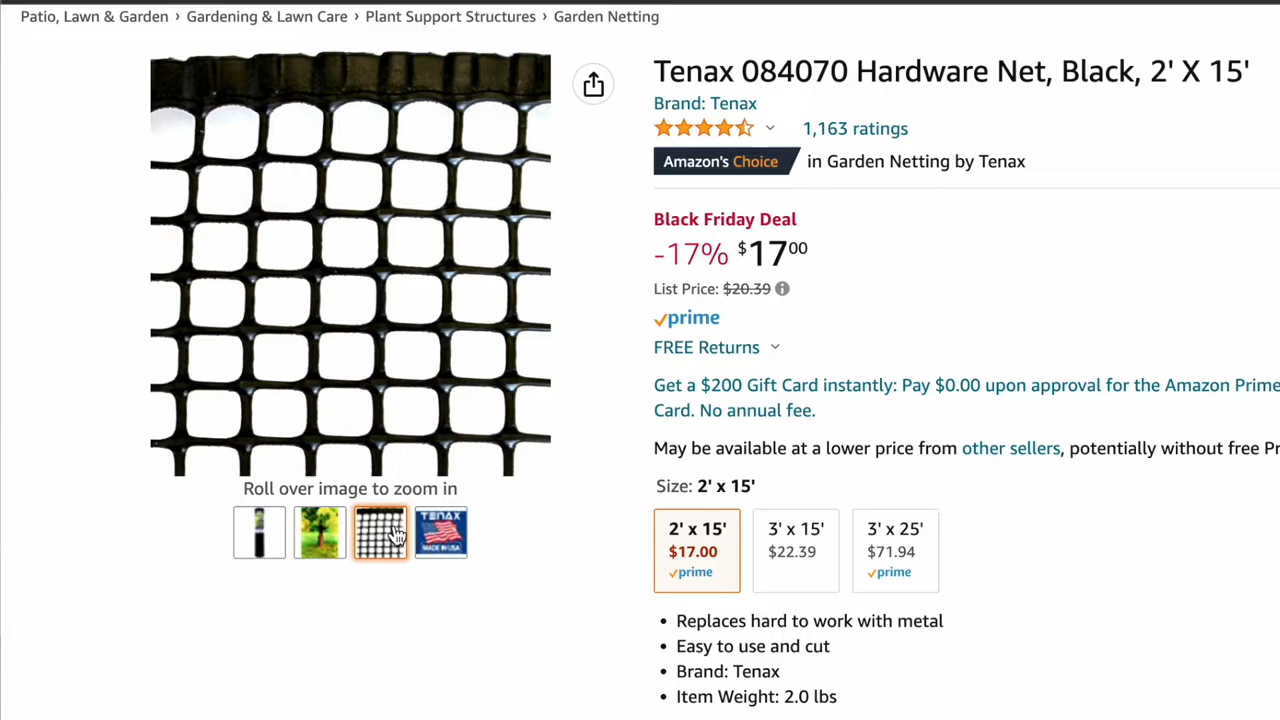 Patio, Lawn & Garden › Gardening & Lawn Care › Plant Support Structures › Garden Netting
Tenax 084070 Hardware Net, Black, 2' X 15'
Brand: Tenax
1,163 ratings
Amazon's Choice in Garden Netting by Tenax
Black Friday Deal
-17% $17⁰⁰
List Price: $20.39
prime
FREE Returns
Get a $200 Gift Card instantly: Pay $0.00 upon approval for the Amazon Prime
Card. No annual fee.
May be available at a lower price from other sellers, potentially without free Pr
Roll over image to zoom in
TENAX
MADE IN USA
Size: 2' x 15'
2' x 15' 3' x 15' 3' x 25'
$17.00 $22.39 $71.94
prime prime
• Replaces hard to work with metal
• Easy to use and cut
• Brand: Tenax
• Item Weight: 2.0 lbs